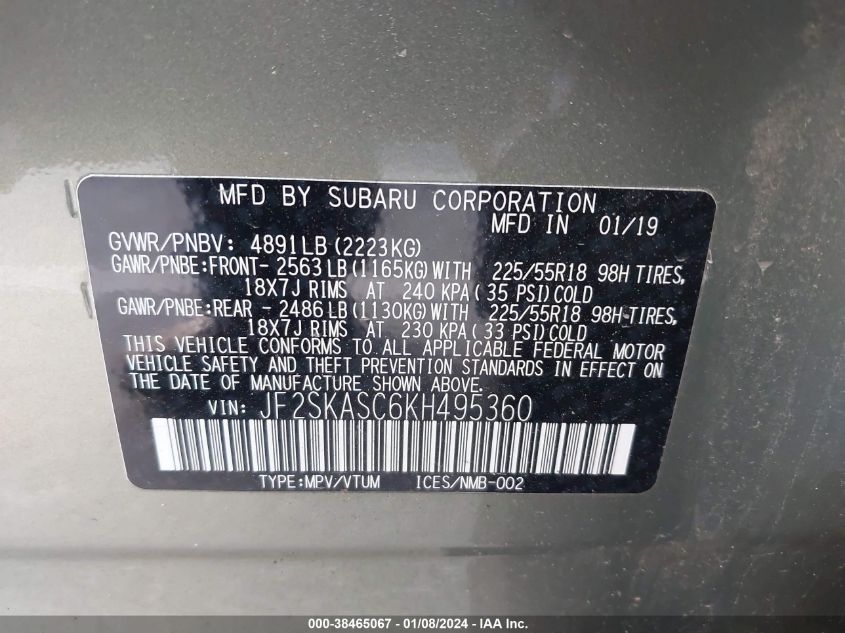 MFD BY SUBARU CORPORATION
MFD IN 01/19
GVWR/PNBV: 4891LB (2223KG)
GAWR/PNBE:FRONT- 2563LB (1165KG) WITH 225/55R18 98H TIRES,
18X7J RIMS AT 240 KPA( 35 PSI) COLD
GAWR/PNBE:REAR - 2486LB (1130KG) WITH 225/55R18 98H TIRES,
18X7J RIMS AT 230 KPA( 33 PSI) COLD
THIS VEHICLE CONFORMS TO ALL APPLICABLE FEDERAL MOTOR
VEHICLE SAFETY AND THEFT PREVENTION STANDARDS IN EFFECT ON
THE DATE OF MANUFACTURE SHOWN ABOVE.
VIN: JF2SKASC6KH495360
TYPE:MPV/VTUM ICES/NMB-002
000-38465067 - 01/08/2024 - IAA Inc.